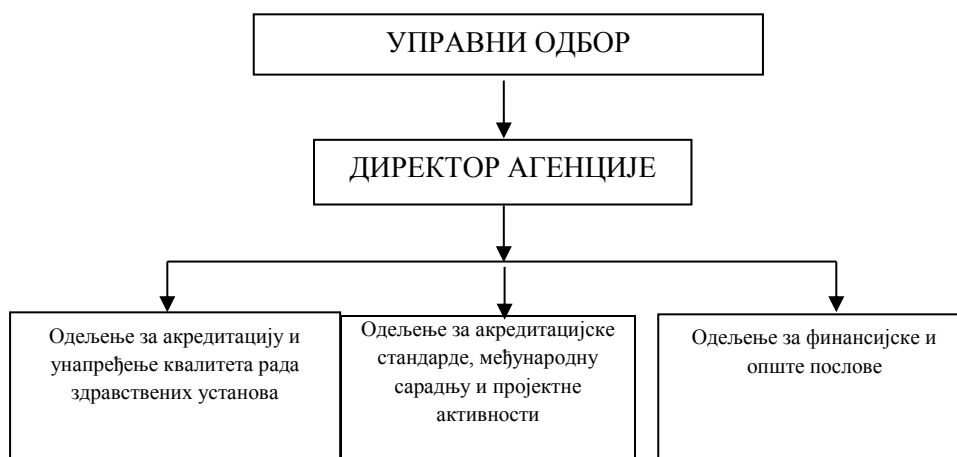 УПРАВНИ ОДБОР
ДИРЕКТОР АГЕНЦИЈЕ
Одељење за акредитацију и
унапређење квалитета рада
здравствених установа
Одељење за акредитацијске
стандарде, међународну
сарадњу и пројектне
активности
Одељење за финансијске и
опште послове